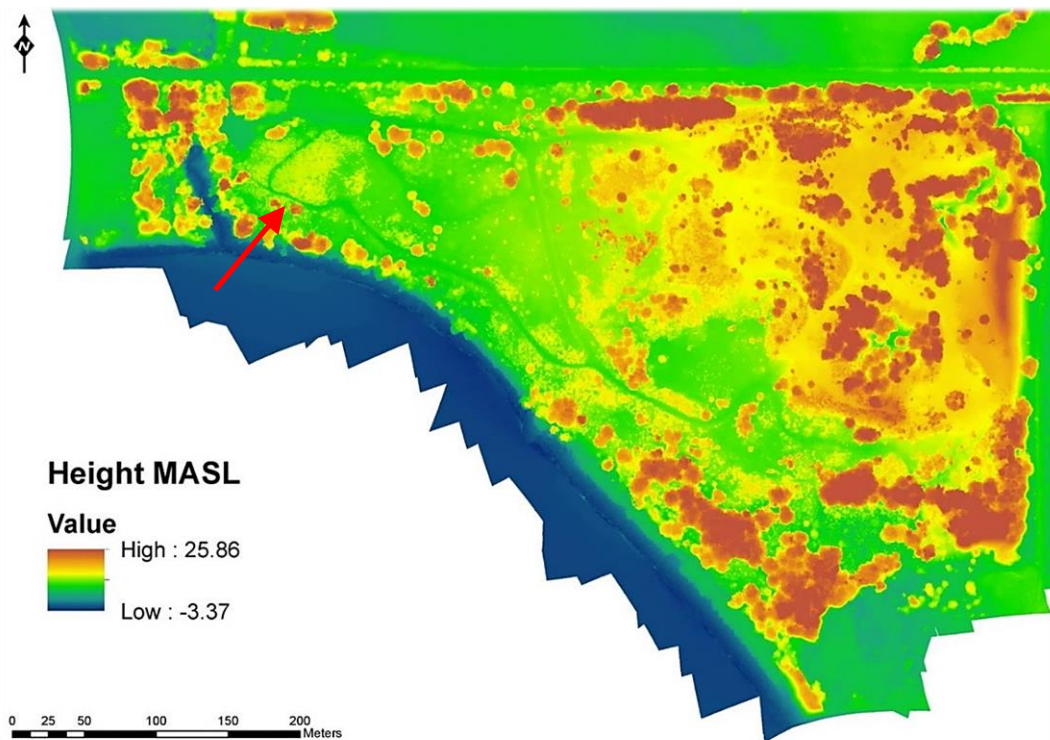 N
Height MASL
Value
High : 25.86
Low : -3.37
0 25 50 100 150 200
Meters